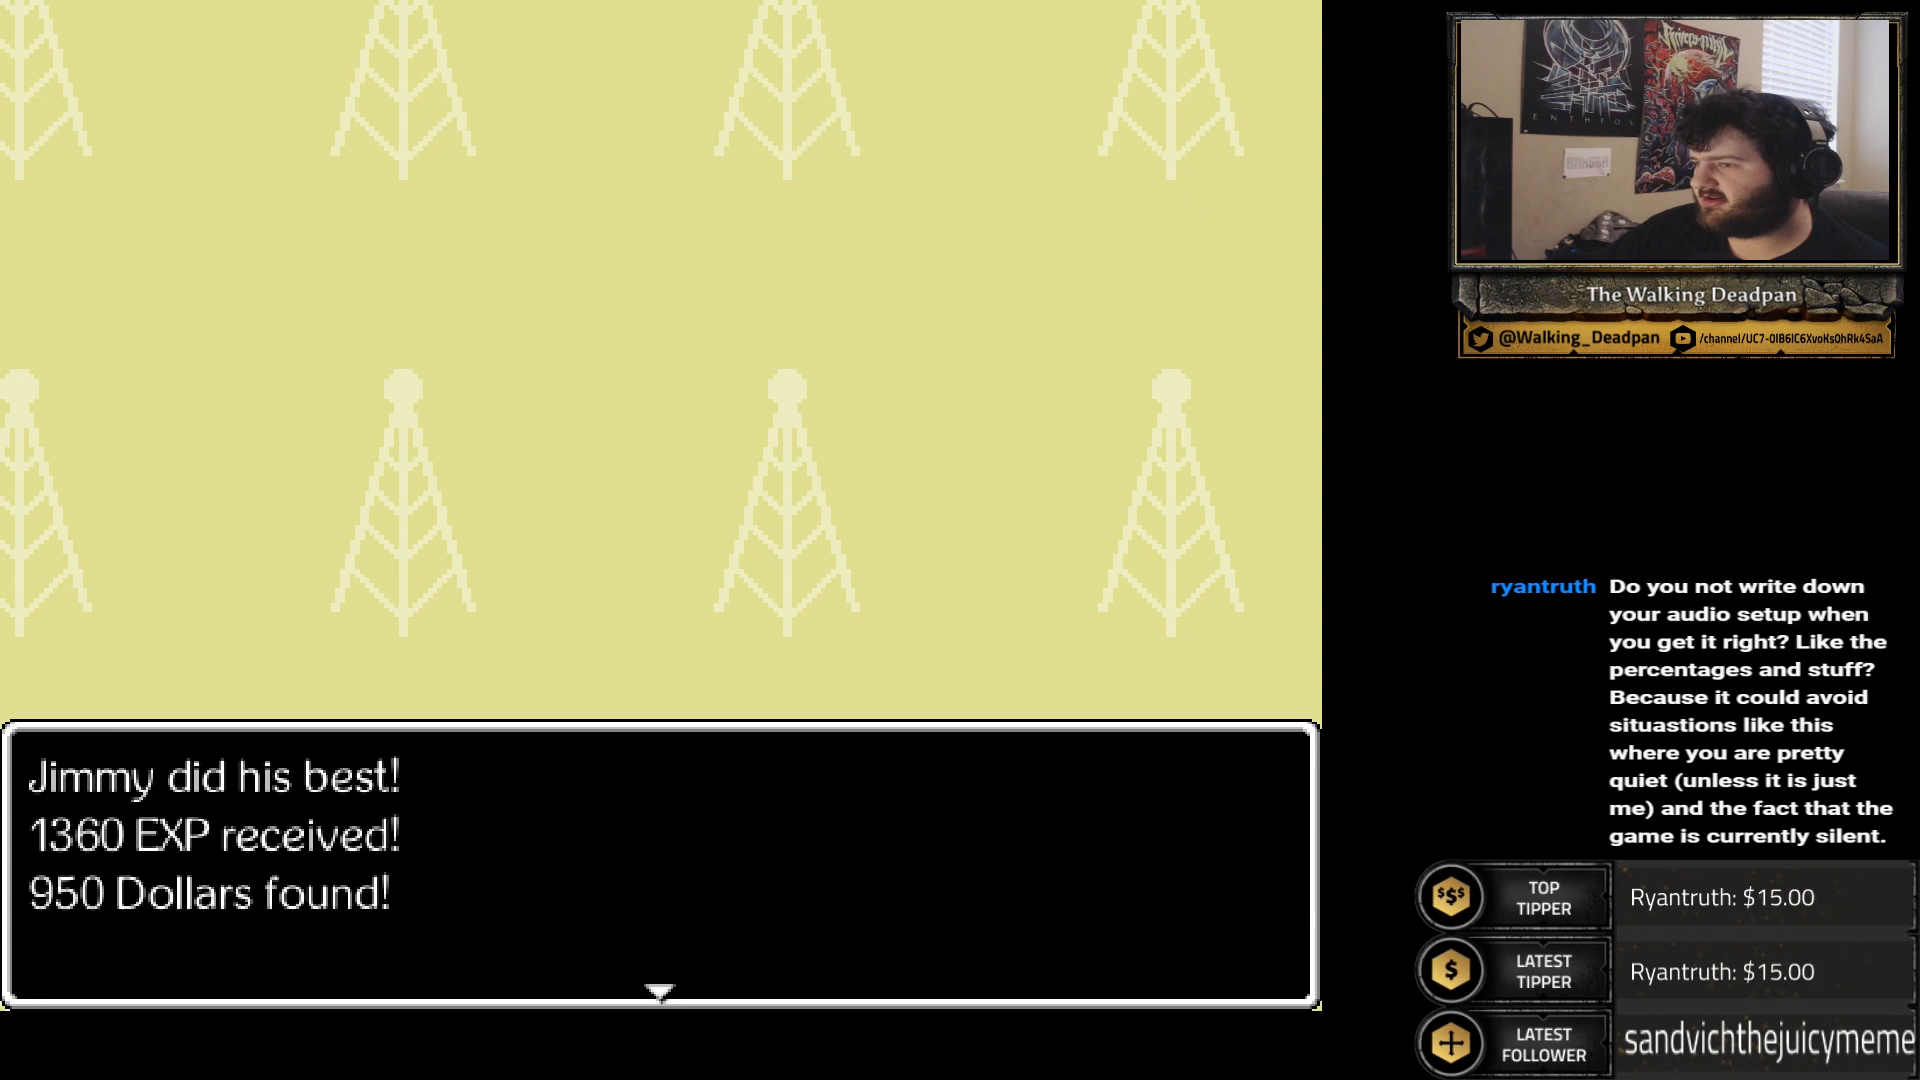 ENTHEOS
BANGER
The Walking Deadpan
@Walking_Deadpan
/channel/UC7-0IB6IC6XvoKs0hRk4SaA
ryantruth Do you not write down
your audio setup when
you get it right? Like the
percentages and stuff?
Because it could avoid
situastions like this
where you are pretty
quiet (unless it is just
me) and the fact that the
game is currently silent.
Jimmy did his best!
1360 EXP received!
950 Dollars found!
$$$ TOP TIPPER Ryantruth: $15.00
$ LATEST TIPPER Ryantruth: $15.00
LATEST FOLLOWER sandvichthejuicymeme